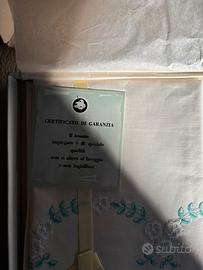 CERTIFICATO DI GARANZIA
Il tessuto
impiegato è di speciale
qualità
non si altera al lavaggio
e non ingiallisce
subito